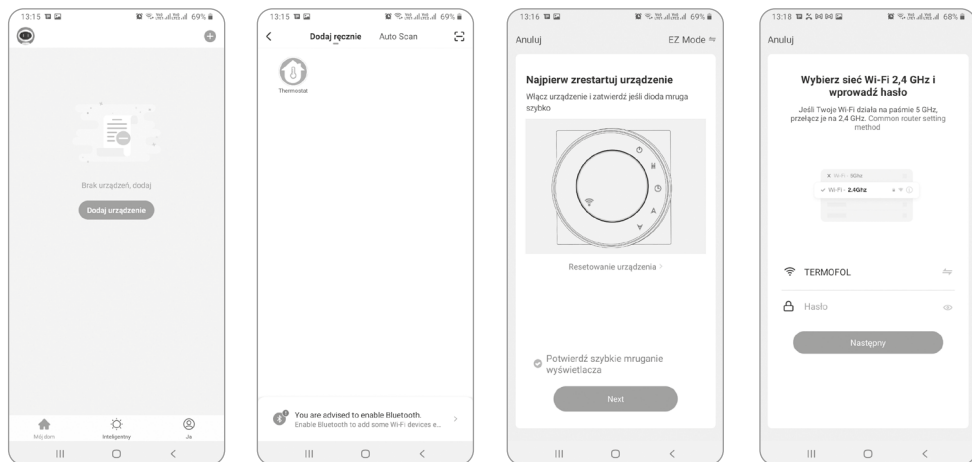 13:15
69%
Brak urządzeń, dodaj
Dodaj urządzenie
Mój dom
Inteligentny
Ja
13:15
69%
Dodaj ręcznie
Auto Scan
Thermostat
You are advised to enable Bluetooth.
Enable Bluetooth to add some Wi-Fi devices e...
13:16
69%
Anuluj
EZ Mode
Najpierw zrestartuj urządzenie
Włącz urządzenie i zatwierdź jeśli dioda mruga
szybko
M
A
Resetowanie urządzenia >
Potwierdź szybkie mruganie
wyświetlacza
Next
13:18
68%
Anuluj
Wybierz sieć Wi-Fi 2,4 GHz i
wprowadź hasło
Jeśli Twoje Wi-Fi działa na paśmie 5 GHz,
przełącz je na 2,4 GHz. Common router setting
method
Wi-Fi - 5Ghz
Wi-Fi - 2.4Ghz
TERMOFOL
Hasło
Następny